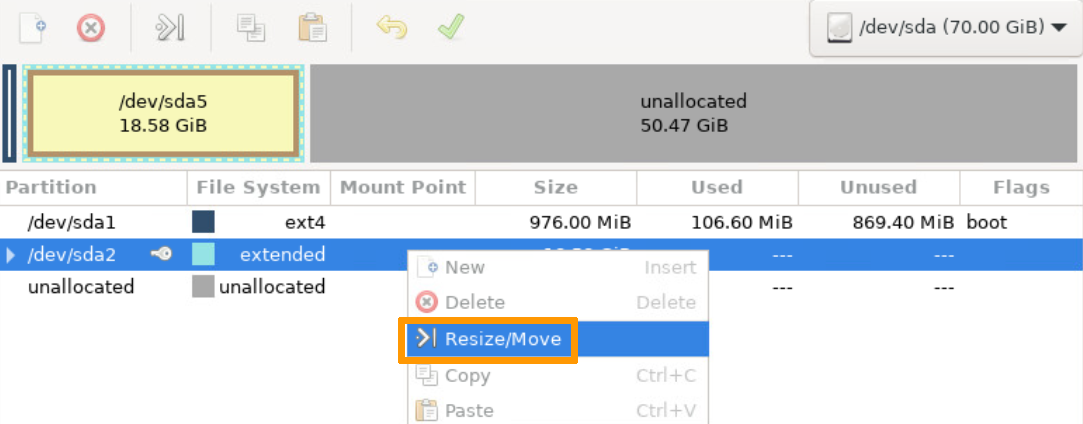 /dev/sda (70.00 GiB)
/dev/sda5
18.58 GiB
unallocated
50.47 GiB
Partition File System Mount Point Size Used Unused Flags
/dev/sda1 ext4 976.00 MiB 106.60 MiB 869.40 MiB boot
/dev/sda2 extended --- ---
unallocated unallocated --- ---
New Insert
Delete Delete
Resize/Move
Copy Ctrl+C
Paste Ctrl+V